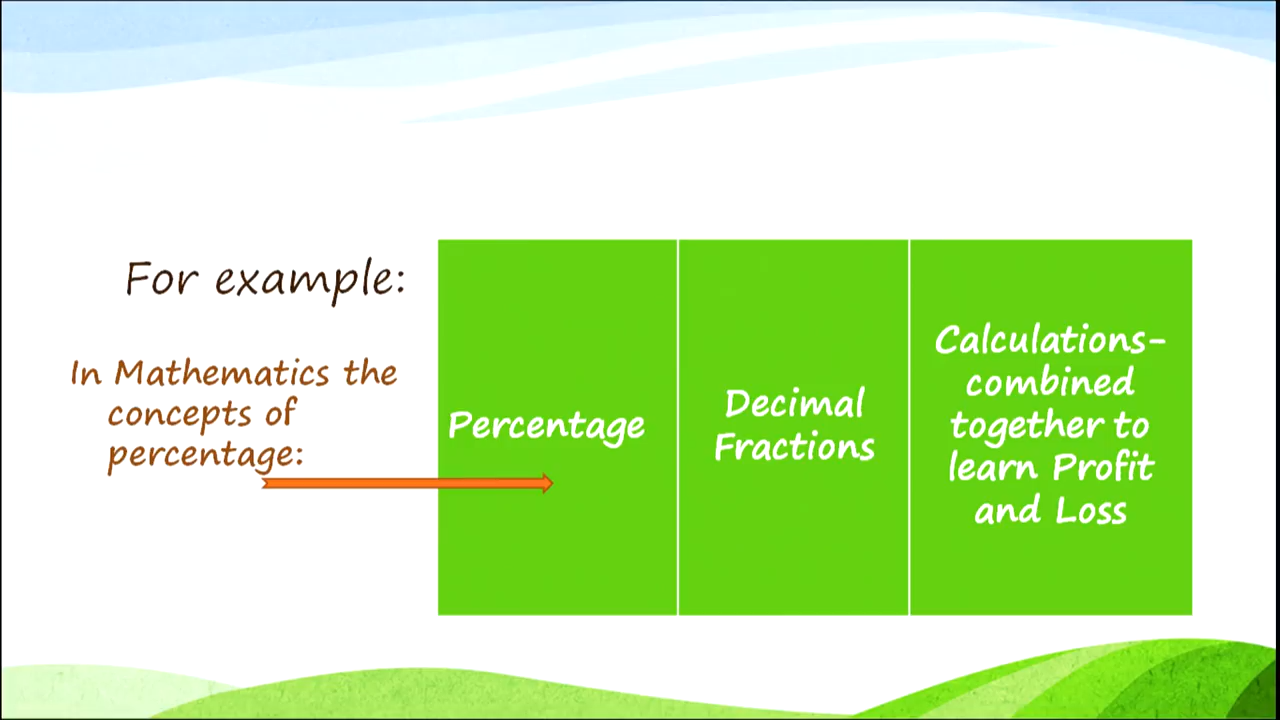 For example:
In Mathematics the
concepts of
percentage:
Percentage
Decimal
Fractions
Calculations-
combined
together to
learn Profit
and Loss